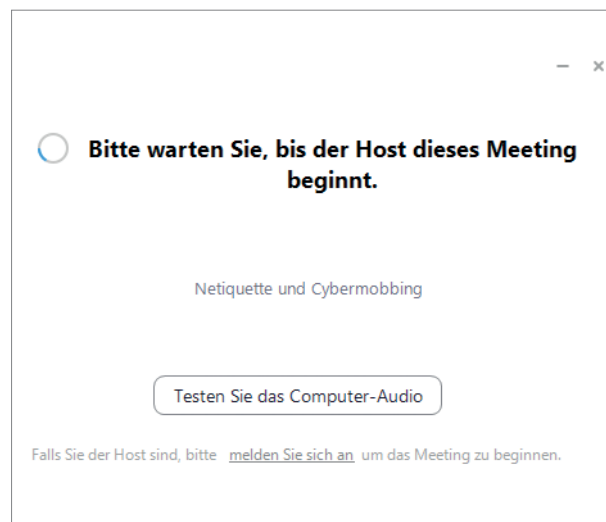 Bitte warten Sie, bis der Host dieses Meeting
beginnt.
Netiquette und Cybermobbing
Testen Sie das Computer-Audio
Falls Sie der Host sind, bitte melden Sie sich an um das Meeting zu beginnen.